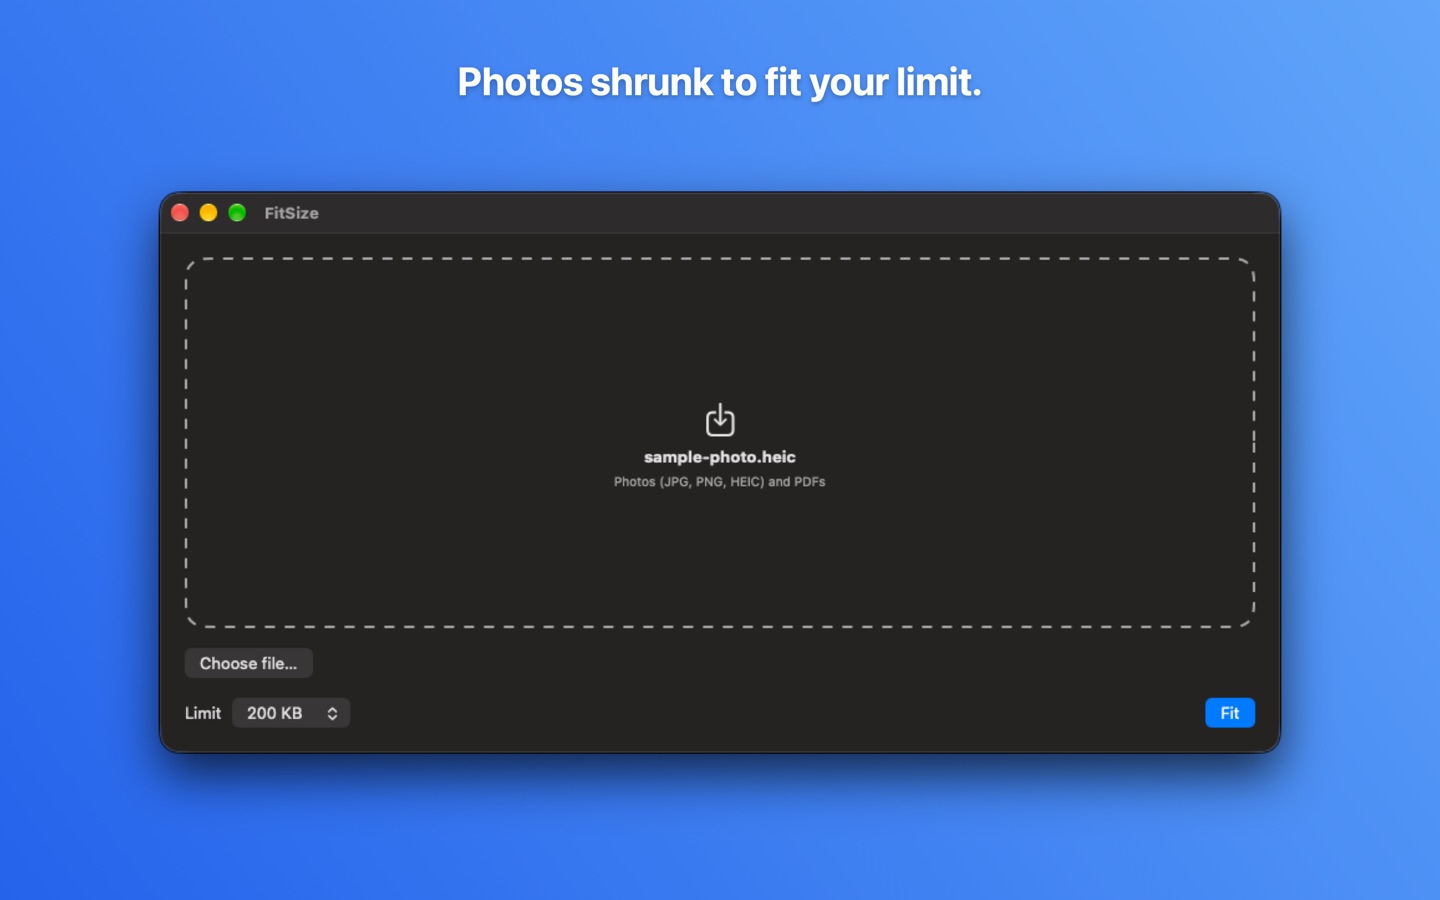 Photos shrunk to fit your limit.
FitSize
sample-photo.heic
Photos (JPG, PNG, HEIC) and PDFs
Choose file...
Limit 200 KB
Fit